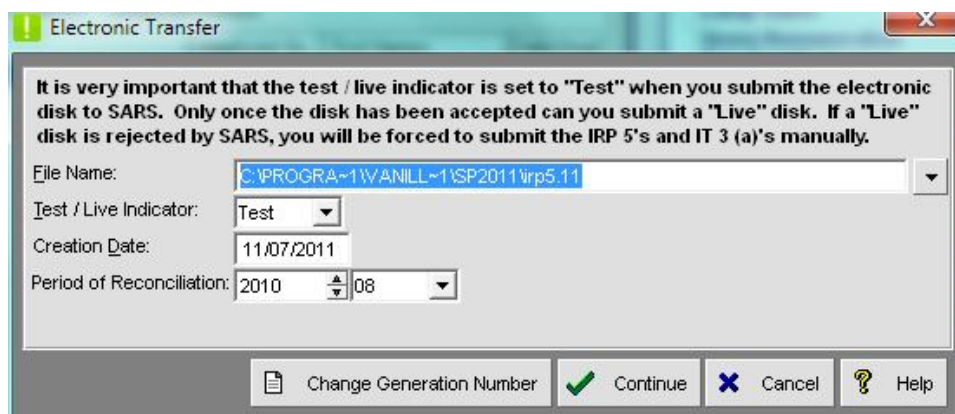 Electronic Transfer
It is very important that the test / live indicator is set to "Test" when you submit the electronic
disk to SARS. Only once the disk has been accepted can you submit a "Live" disk. If a "Live"
disk is rejected by SARS, you will be forced to submit the IRP 5's and IT 3 (a)'s manually.
File Name: C:\PROGRA~1\VANILL~1\SP2011\irp5.11
Test / Live Indicator: Test
Creation Date: 11/07/2011
Period of Reconciliation: 2010 08
Change Generation Number Continue Cancel Help